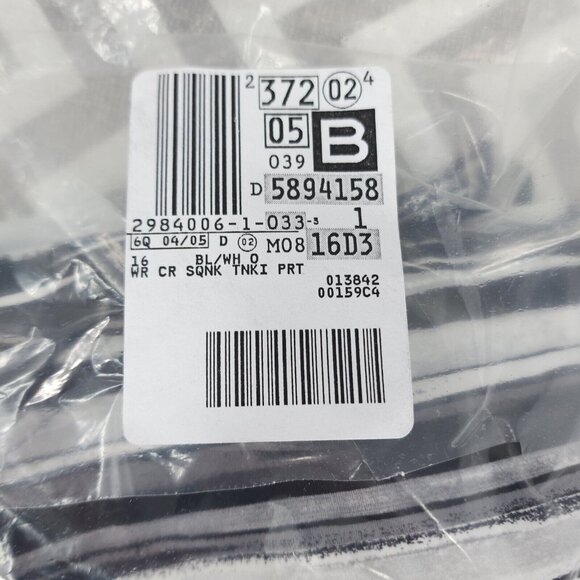 2 372 02 4
05 B
039
D 5894158
2984006-1-033-3 1
6Q 04/05 D 02 M08 16D3
16 BL/WH O
WR CR SQNK TNKI PRT
013842
00159C4